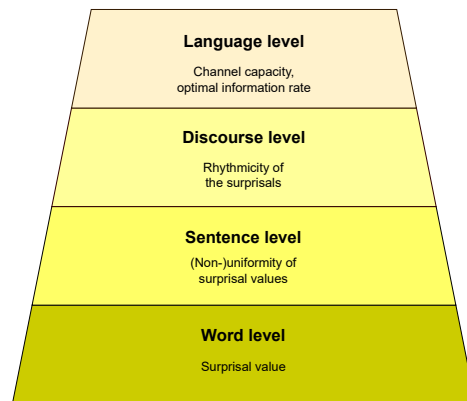 Language level
Channel capacity,
optimal information rate
Discourse level
Rhythmicity of
the surprisals
Sentence level
(Non-)uniformity of
surprisal values
Word level
Surprisal value